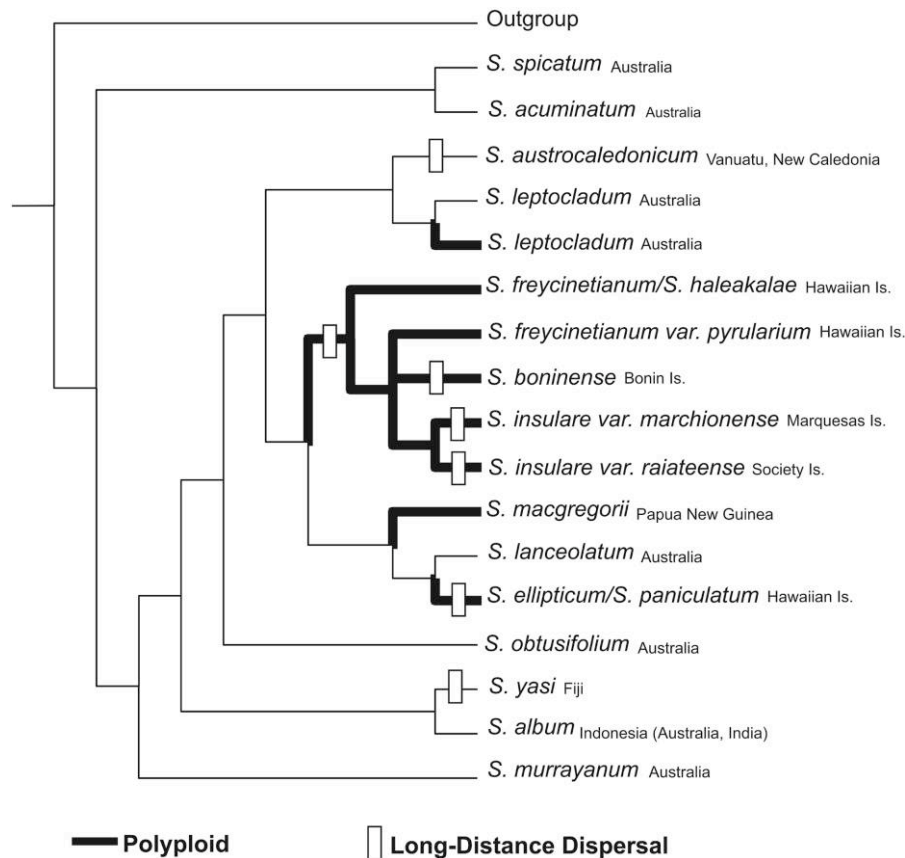 Outgroup
S. spicatum Australia
S. acuminatum Australia
S. austrocaledonicum Vanuatu, New Caledonia
S. leptocladum Australia
S. leptocladum Australia
S. freycinetianum/S. haleakalae Hawaiian Is.
S. freycinetianum var. pyrularium Hawaiian Is.
S. boninense Bonin Is.
S. insulare var. marchionense Marquesas Is.
S. insulare var. raiateense Society Is.
S. macgregorii Papua New Guinea
S. lanceolatum Australia
S. ellipticum/S. paniculatum Hawaiian Is.
S. obtusifolium Australia
S. yasi Fiji
S. album Indonesia (Australia, India)
S. murrayanum Australia
Polyploid
Long-Distance Dispersal